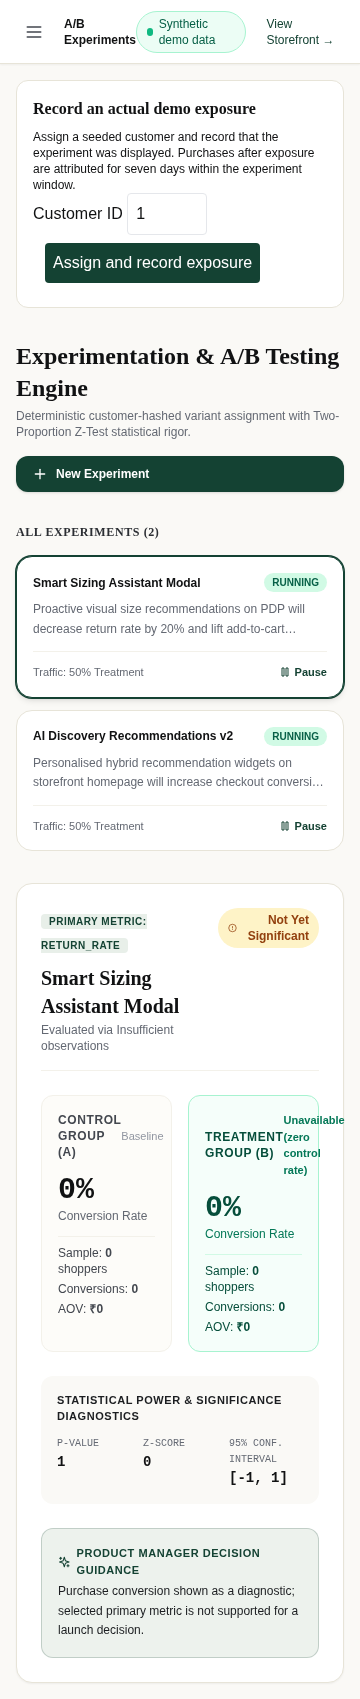 A/B
Experiments
Synthetic
demo data
View
Storefront →
Record an actual demo exposure
Assign a seeded customer and record that the
experiment was displayed. Purchases after exposure
are attributed for seven days within the experiment
window.
Customer ID 1
Assign and record exposure
Experimentation & A/B Testing
Engine
Deterministic customer-hashed variant assignment with Two-
Proportion Z-Test statistical rigor.
New Experiment
ALL EXPERIMENTS (2)
Smart Sizing Assistant Modal RUNNING
Proactive visual size recommendations on PDP will
decrease return rate by 20% and lift add-to-cart…
Traffic: 50% Treatment Pause
AI Discovery Recommendations v2 RUNNING
Personalised hybrid recommendation widgets on
storefront homepage will increase checkout conversi…
Traffic: 50% Treatment Pause
PRIMARY METRIC:
RETURN_RATE
Not Yet
Significant
Smart Sizing
Assistant Modal
Evaluated via Insufficient
observations
CONTROL
GROUP
(A)
Baseline
0%
Conversion Rate
Sample: 0
shoppers
Conversions: 0
AOV: ₹0
TREATMENT
GROUP (B)
Unavailable
(zero
control
rate)
0%
Conversion Rate
Sample: 0
shoppers
Conversions: 0
AOV: ₹0
STATISTICAL POWER & SIGNIFICANCE
DIAGNOSTICS
P-VALUE
1
Z-SCORE
0
95% CONF.
INTERVAL
[-1, 1]
PRODUCT MANAGER DECISION
GUIDANCE
Purchase conversion shown as a diagnostic;
selected primary metric is not supported for a
launch decision.